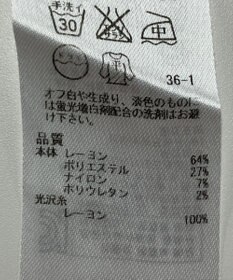 手洗イ
30
中
36-1
オフ白や生成り、淡色のもの
は蛍光増白剤配合の洗剤はお避
け下さい。
品質
本体 レーヨン 64%
ポリエステル 27%
ナイロン 7%
ポリウレタン 2%
光沢糸
レーヨン 100%